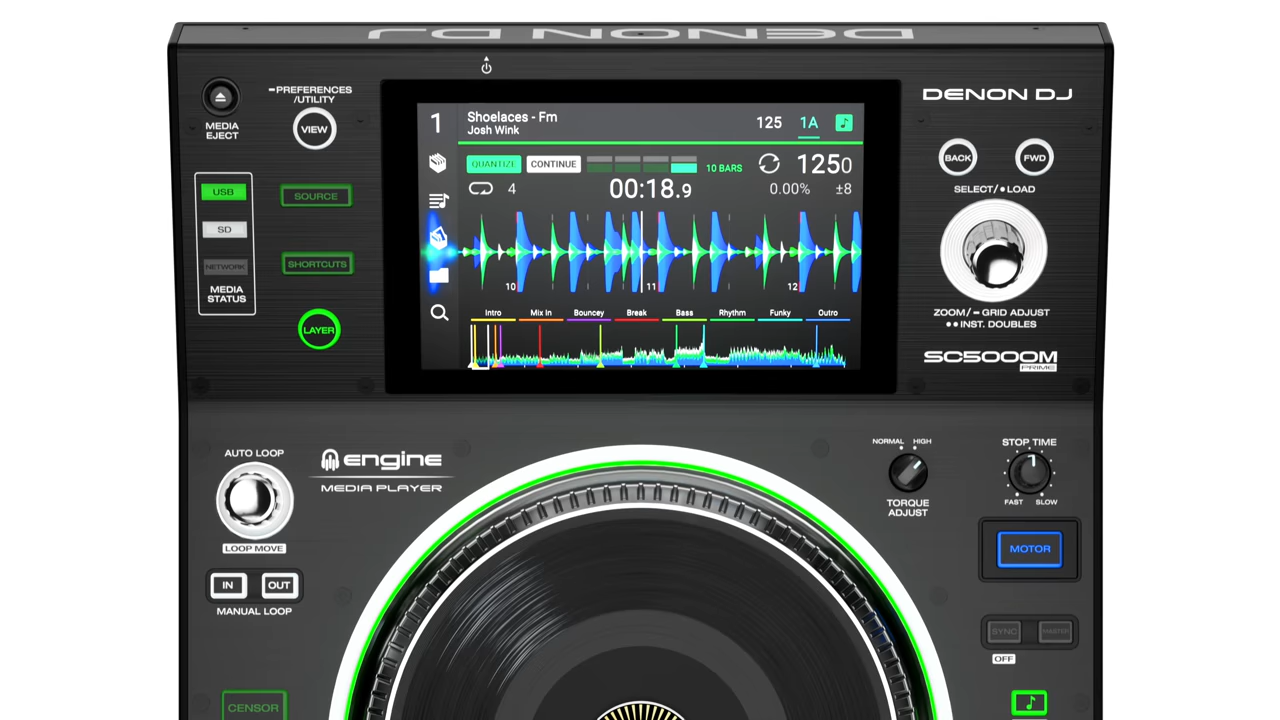 DENON DJ
MEDIA
EJECT
PREFERENCES
/UTILITY
VIEW
USB
SD
NETWORK
MEDIA
STATUS
SOURCE
SHORTCUTS
LAYER
1
Shoelaces - Fm
Josh Wink
125
1A
QUANTIZE
CONTINUE
10 BARS
1250
4
00:18.9
0.00%
±8
10
11
12
Intro
Mix In
Bouncey
Break
Bass
Rhythm
Funky
Outro
DENON DJ
BACK
FWD
SELECT/ • LOAD
ZOOM/ GRID ADJUST
•• INST. DOUBLES
SC5000M
PRIME
AUTO LOOP
LOOP MOVE
engine
MEDIA PLAYER
IN
OUT
MANUAL LOOP
NORMAL
HIGH
TORQUE
ADJUST
STOP TIME
FAST
SLOW
MOTOR
SYNC
MASTER
OFF
CENSOR